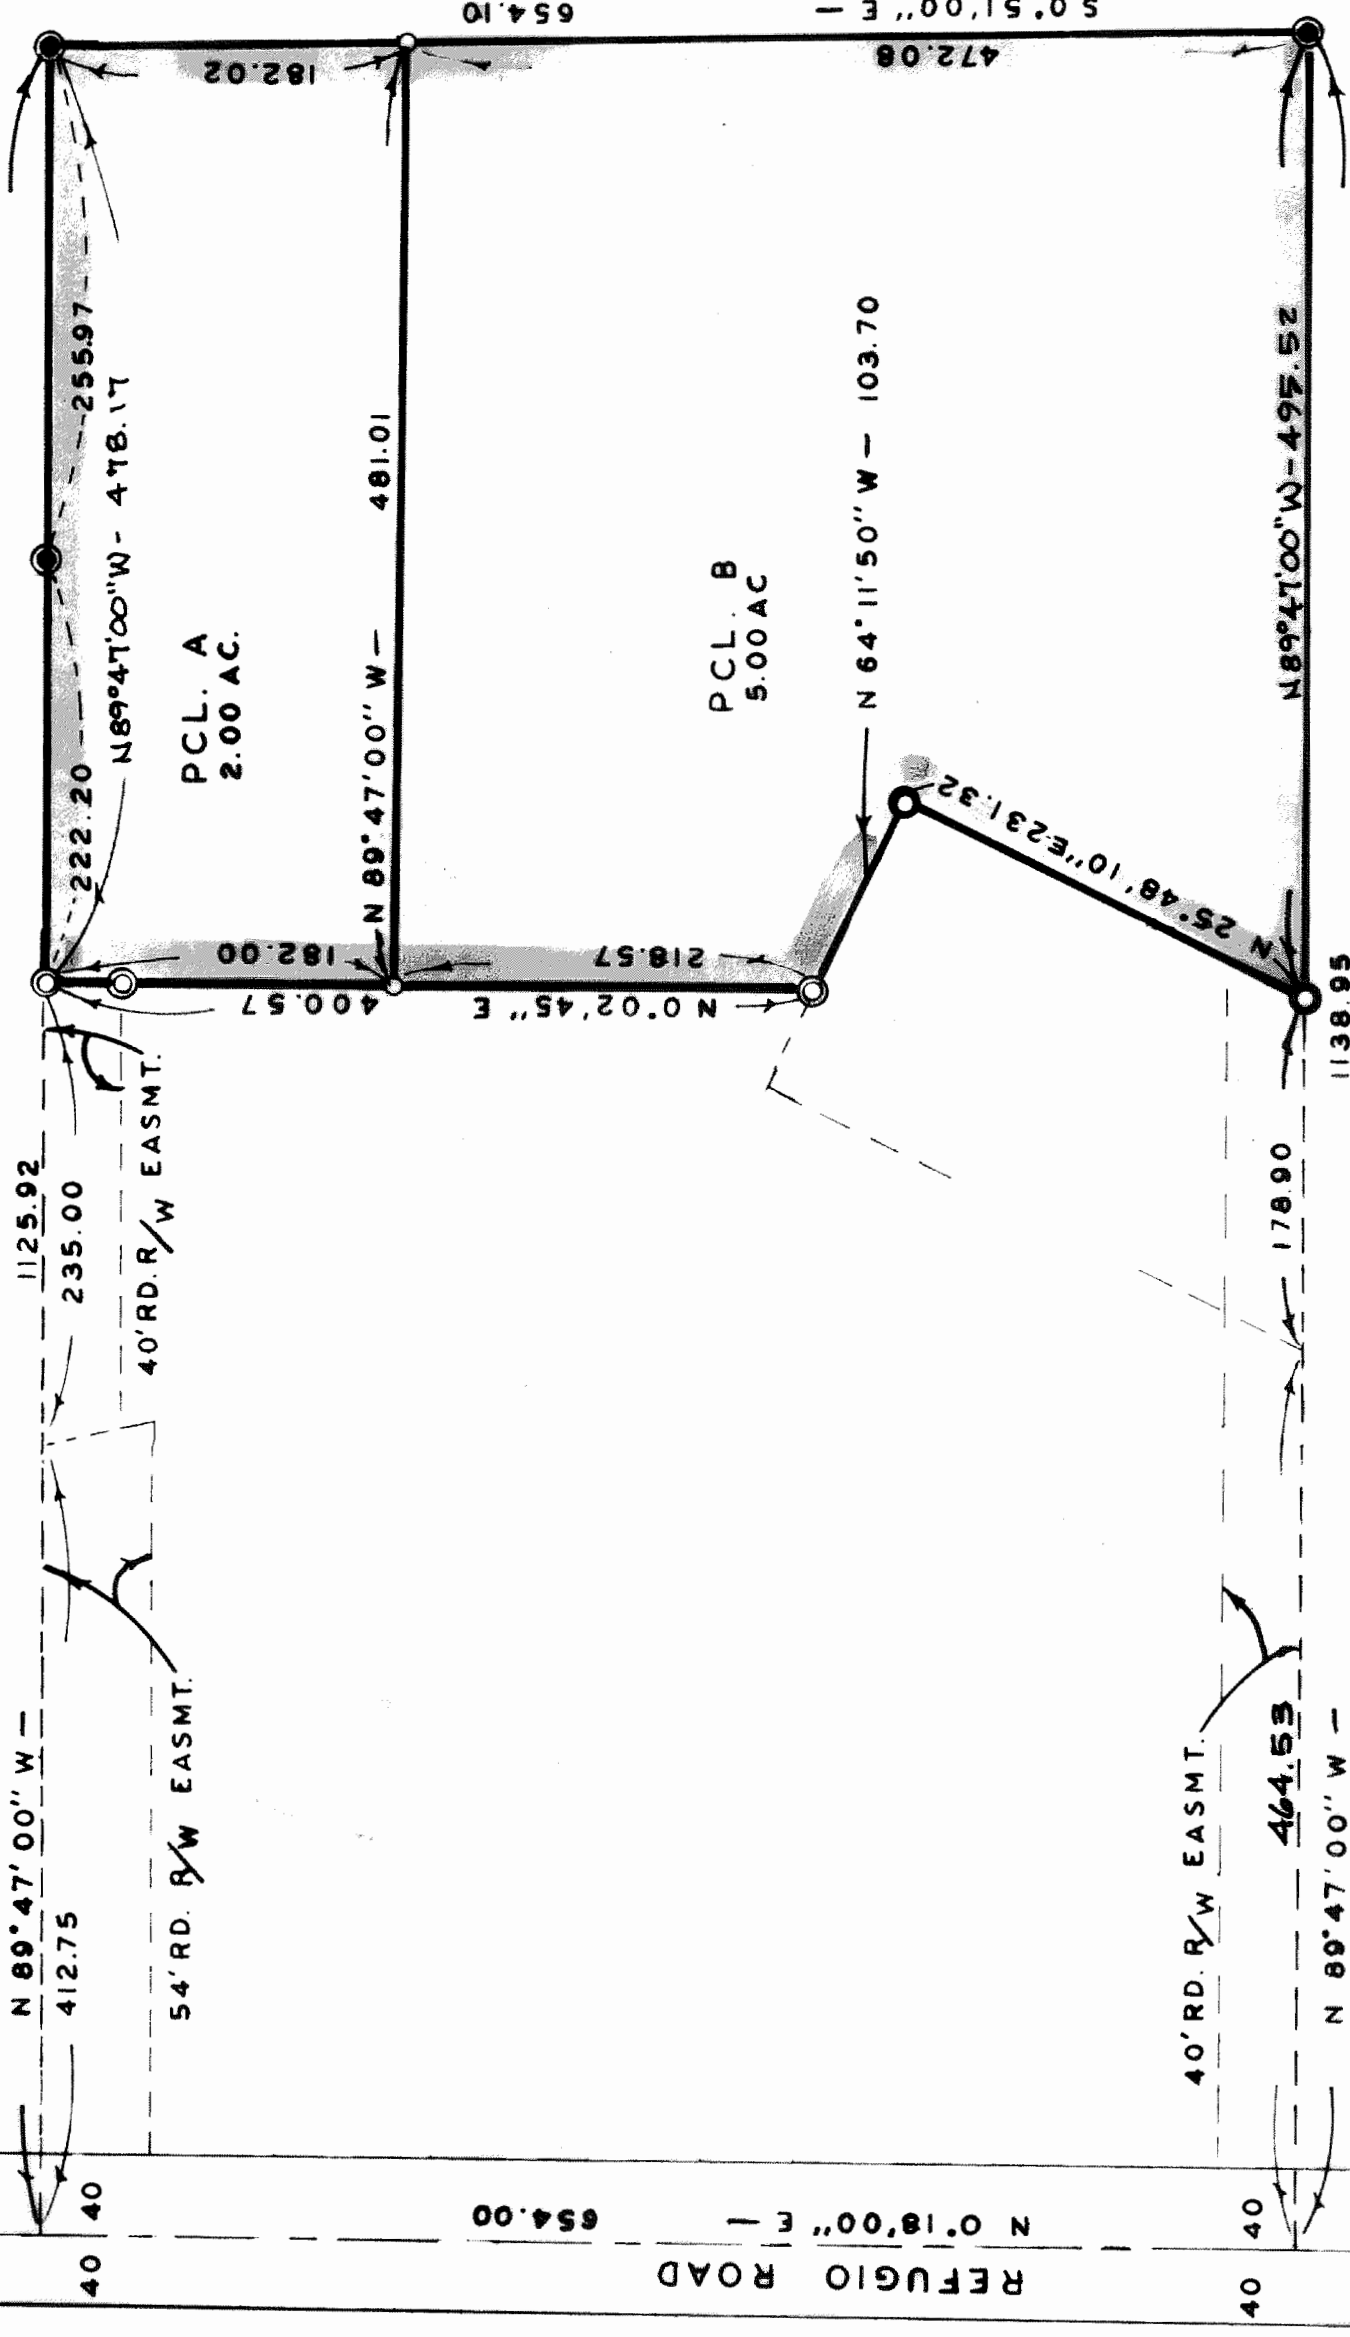 654.10
S 0°51'00" E —
182.02
472.08
255.97
222.20
N89°47'00"W - 478.17
PCL. A
2.00 AC.
N 89°47'00" W — 481.01
182.00
400.57
218.57
N 0°02'45" E
PCL. B
5.00 AC
N 64°11'50" W — 103.70
N 25°48'10"E-231.32
N89°47'00"W-495.52
N 89°47'00" W — 1125.92
235.00
412.75
40'RD. R/W EASMT.
54'RD. R/W EASMT.
178.90
464.53
40'RD. R/W EASMT.
N 89°47'00" W — 1138.95
40
40
N 0°18'00" E — 654.00
REFUGIO ROAD
40
40